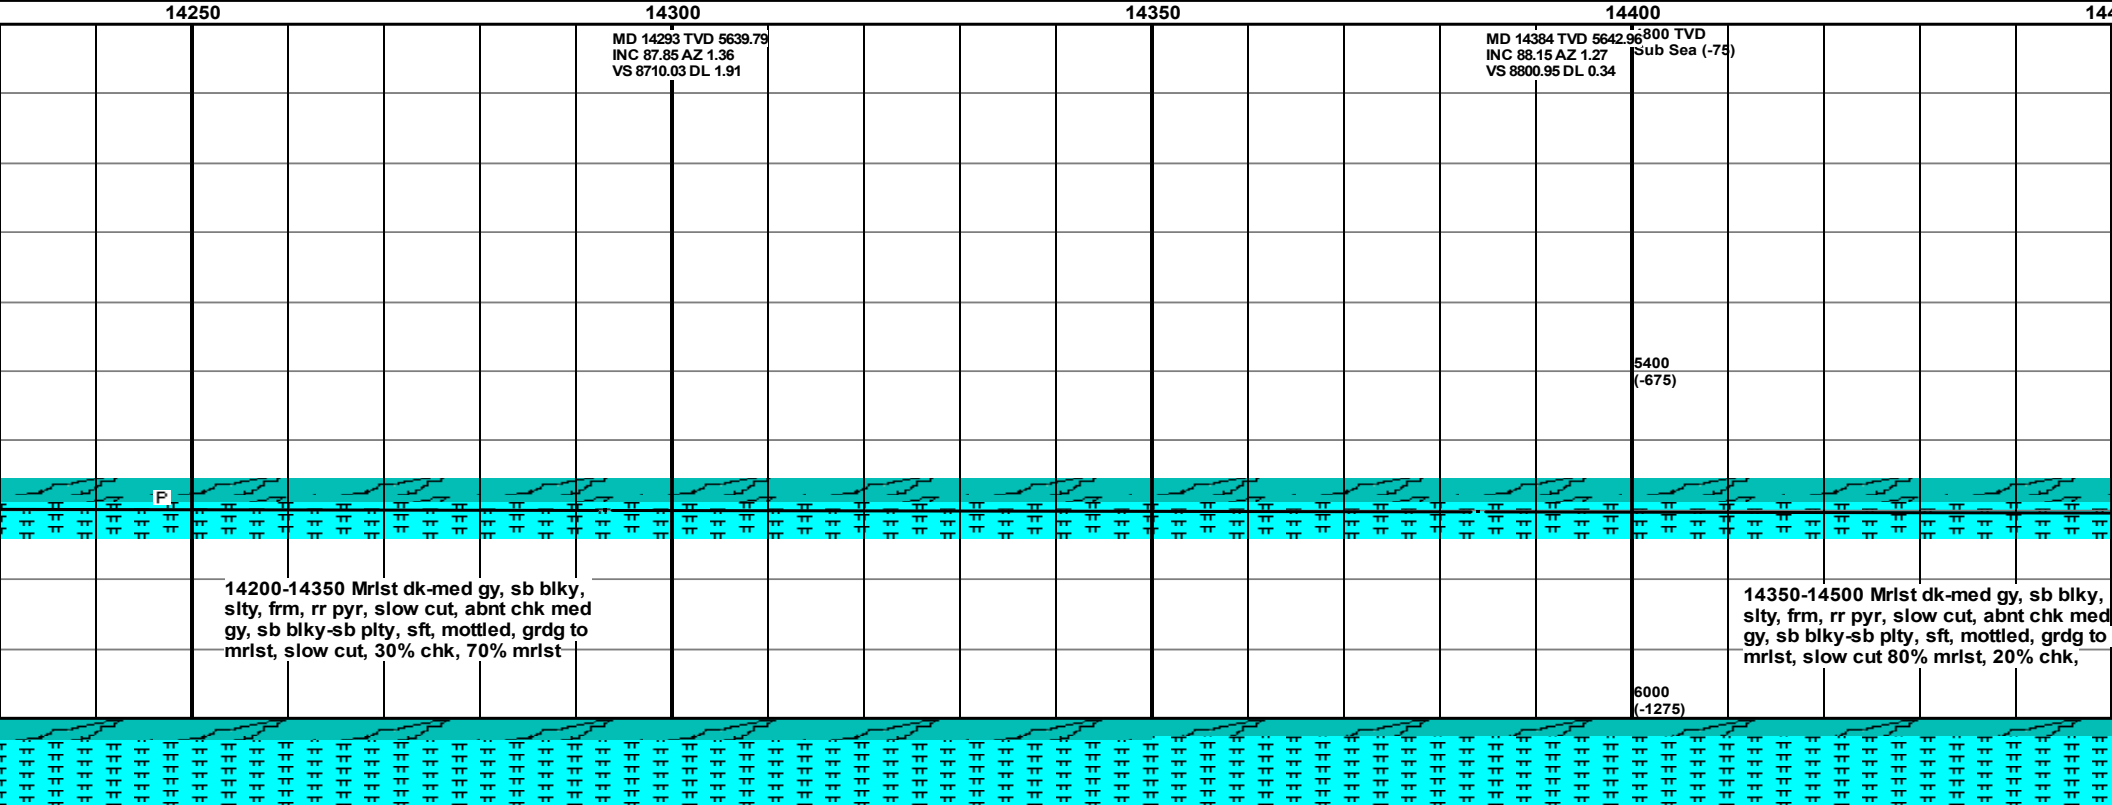 14250
14300
14350
14400
MD 14293 TVD 5639.79
INC 87.85 AZ 1.36
VS 8710.03 DL 1.91
MD 14384 TVD 5642.96
INC 88.15 AZ 1.27
VS 8800.95 DL 0.34
TVD
Sub Sea (-75)
5400
(-675)
P
14200-14350 Mrlst dk-med gy, sb blky,
slty, frm, rr pyr, slow cut, abnt chk med
gy, sb blky-sb plty, sft, mottled, grdg to
mrlst, slow cut, 30% chk, 70% mrlst
14350-14500 Mrlst dk-med gy, sb blky,
slty, frm, rr pyr, slow cut, abnt chk med
gy, sb blky-sb plty, sft, mottled, grdg to
mrlst, slow cut 80% mrlst, 20% chk,
6000
(-1275)